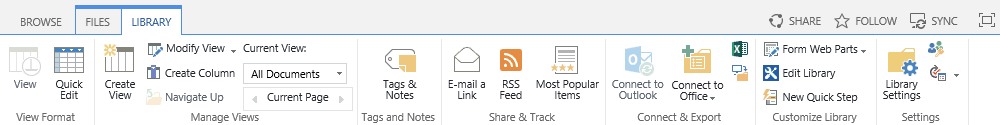 BROWSE FILES LIBRARY SHARE FOLLOW SYNC
View
Quick Edit
Create View
Modify View
Create Column
Navigate Up
Current View:
All Documents
Current Page
Tags & Notes
E-mail a Link
RSS Feed
Most Popular Items
Connect to Outlook
Connect to Office
Form Web Parts
Edit Library
New Quick Step
Library Settings
View Format Manage Views Tags and Notes Share & Track Connect & Export Customize Library Settings